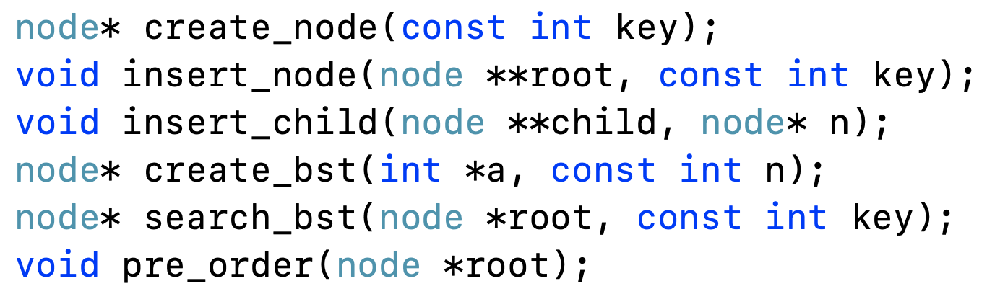 node* create_node(const int key);
void insert_node(node **root, const int key);
void insert_child(node **child, node* n);
node* create_bst(int *a, const int n);
node* search_bst(node *root, const int key);
void pre_order(node *root);